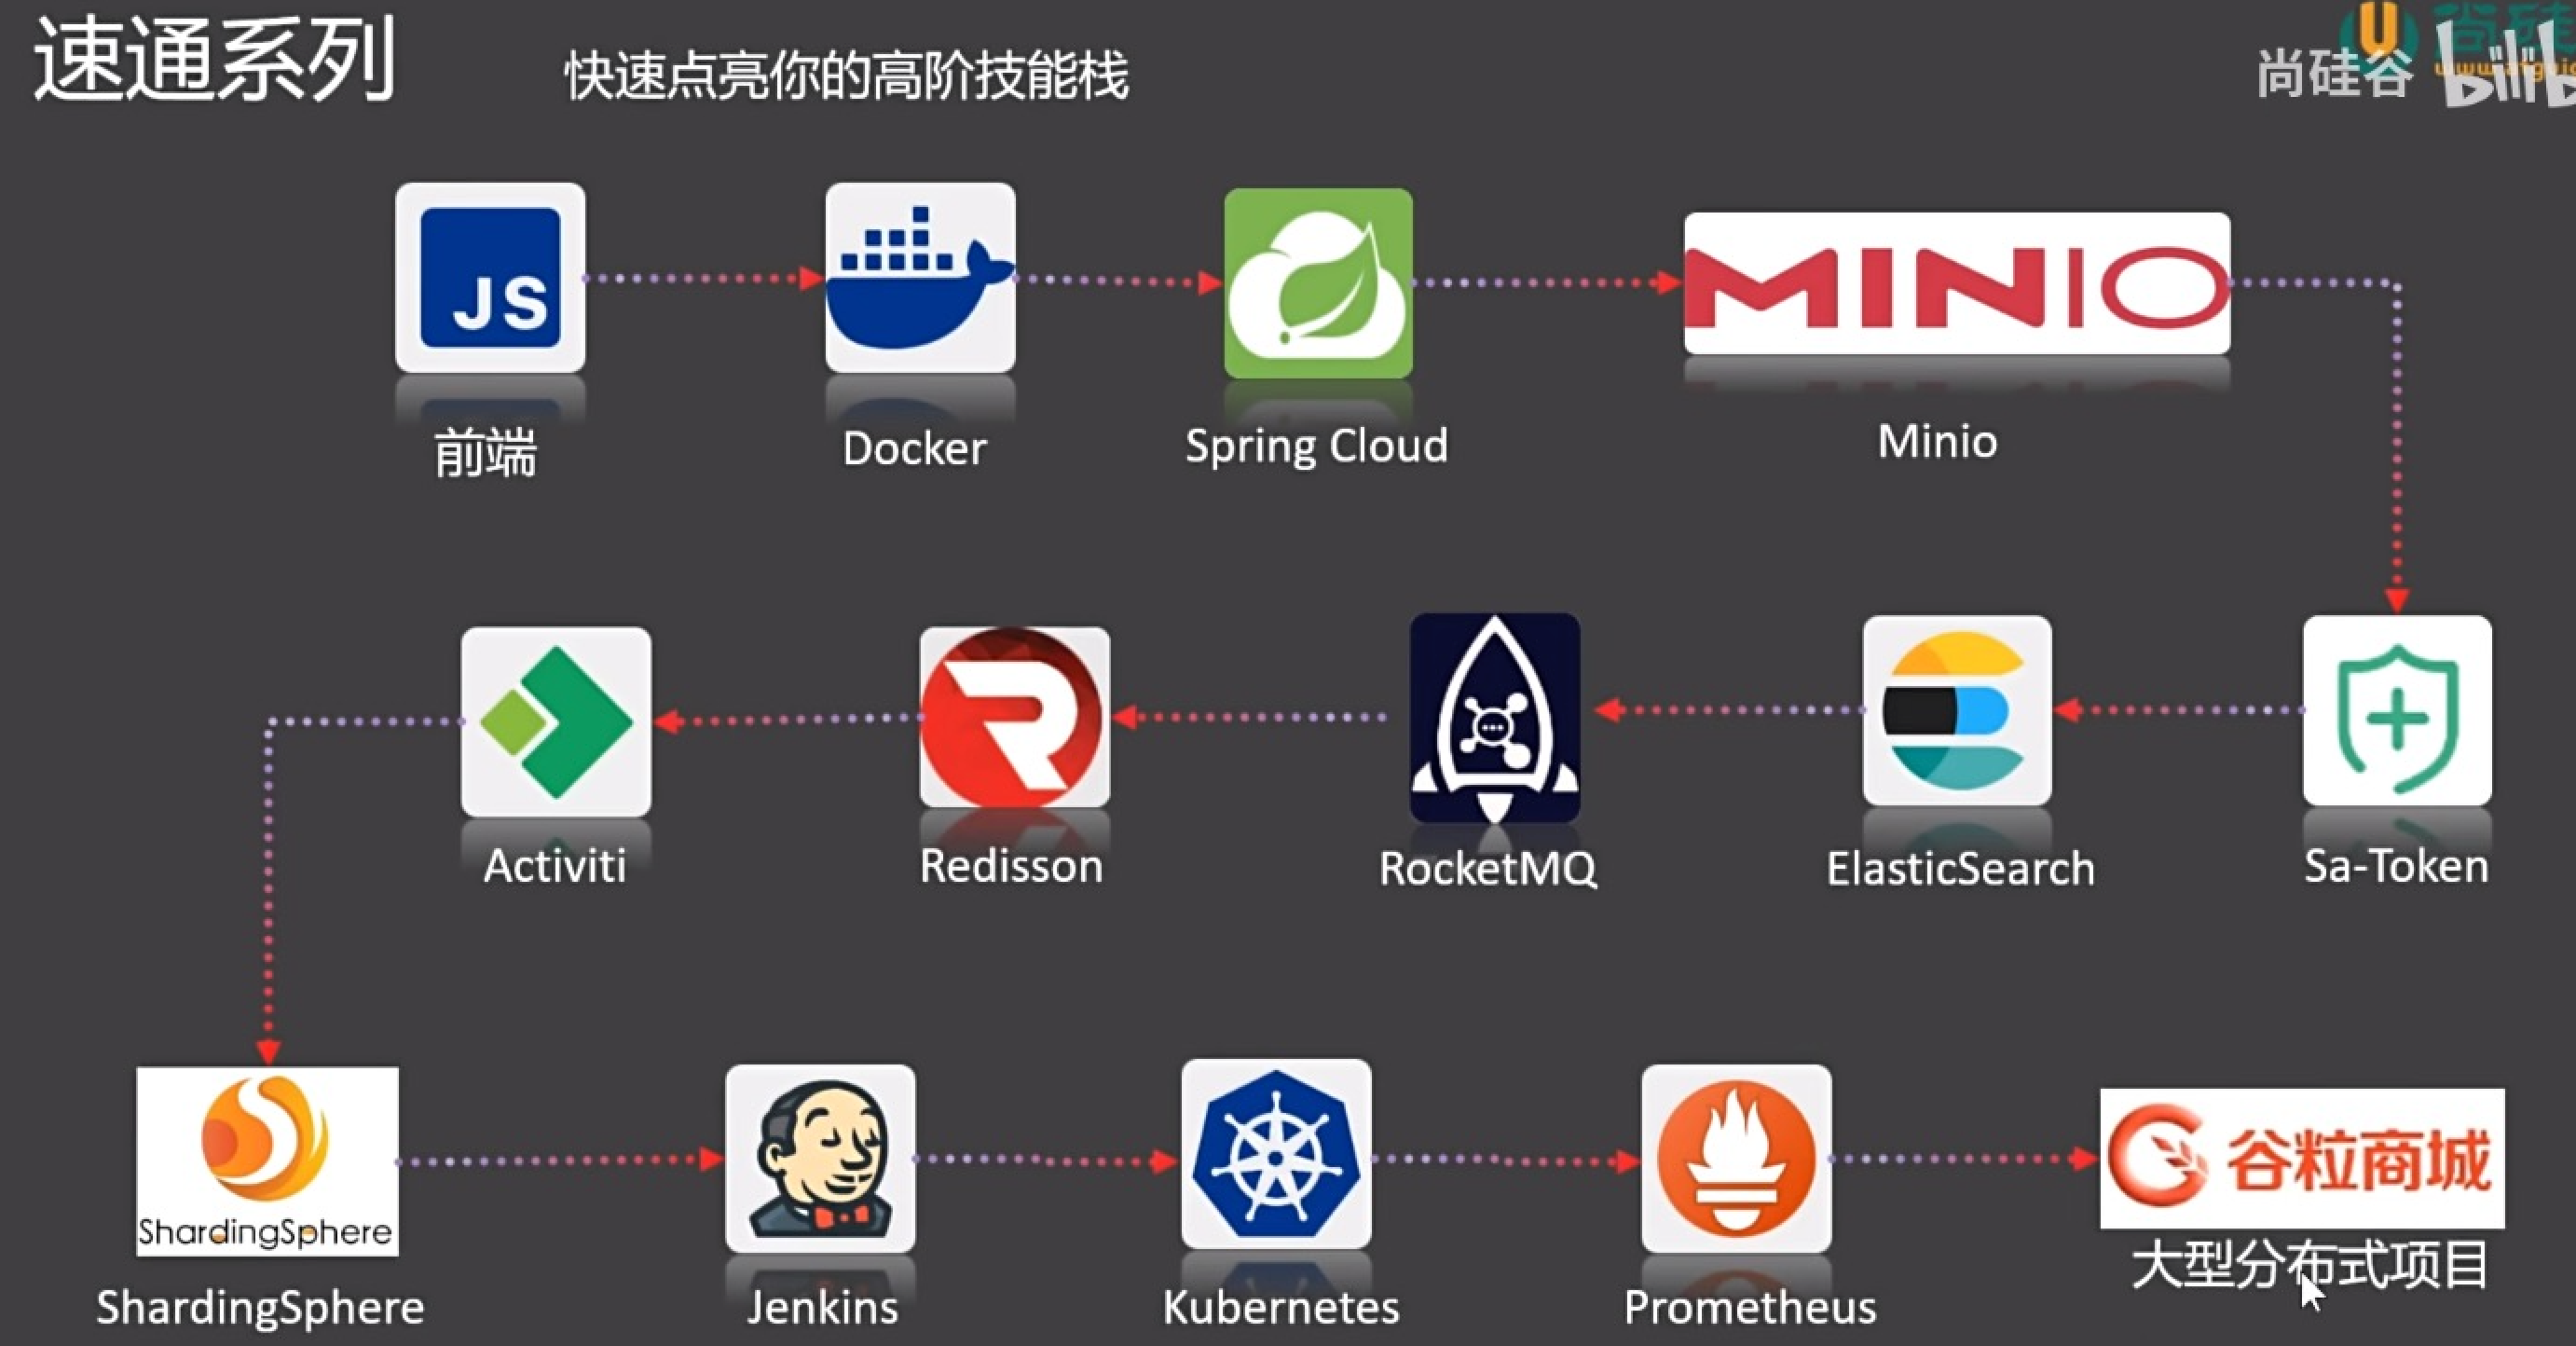 速通系列
快速点亮你的高阶技能栈
尚硅谷
JS
MINIO
前端
Docker
Spring Cloud
Minio
Activiti
Redisson
RocketMQ
ElasticSearch
Sa-Token
ShardingSphere
谷粒商城
大型分布式项目
ShardingSphere
Jenkins
Kubernetes
Prometheus